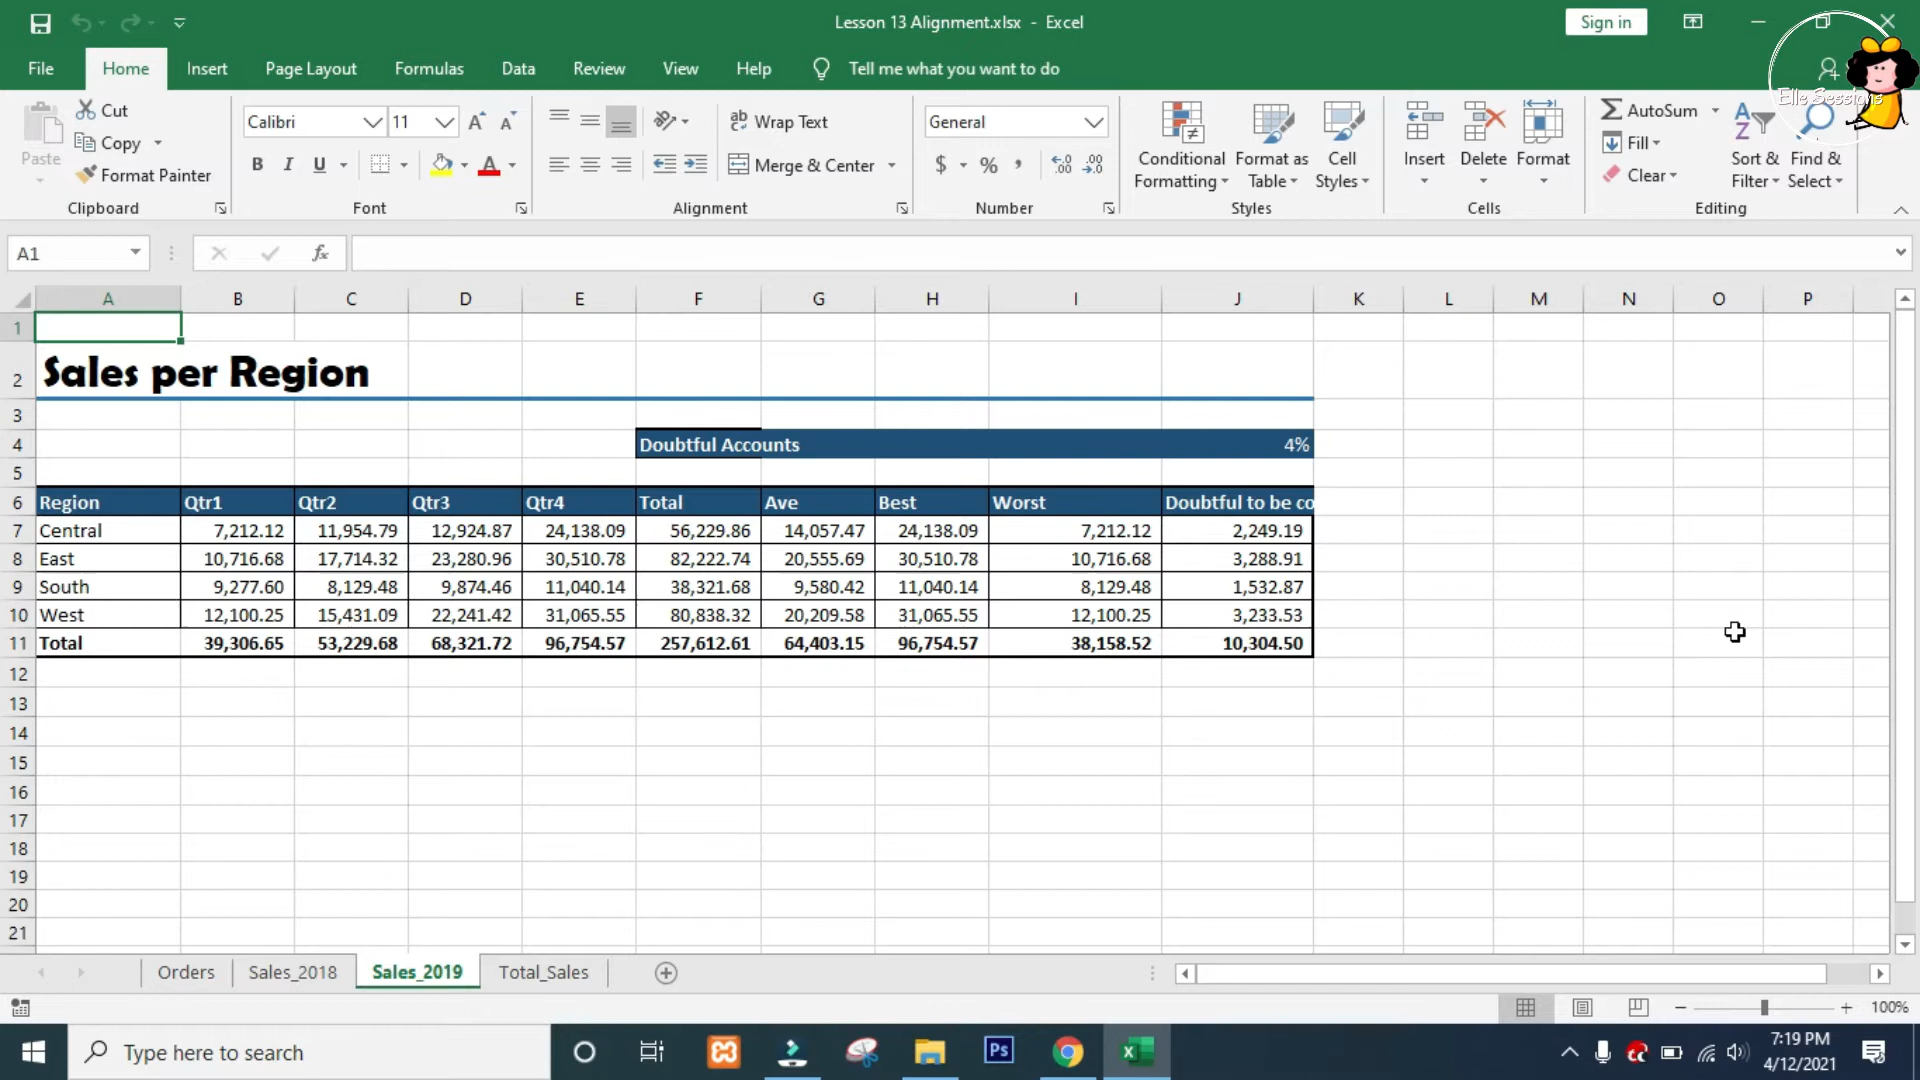 Lesson 13 Alignment.xlsx - Excel
Sign in
File Home Insert Page Layout Formulas Data Review View Help Tell me what you want to do
Elle Sessions
Paste
Cut
Copy
Format Painter
Clipboard
Calibri 11
B I U A
Font
Wrap Text
Merge & Center
Alignment
General
$ % ,
Number
Conditional Formatting
Format as Table
Cell Styles
Styles
Insert
Delete
Format
Cells
AutoSum
Fill
Clear
Sort & Filter
Find & Select
Editing
A1 fx
A B C D E F G H I J K L M N O P
1
2 Sales per Region
3
4 Doubtful Accounts 4%
5
6 Region Qtr1 Qtr2 Qtr3 Qtr4 Total Ave Best Worst Doubtful to be co
7 Central 7,212.12 11,954.79 12,924.87 24,138.09 56,229.86 14,057.47 24,138.09 7,212.12 2,249.19
8 East 10,716.68 17,714.32 23,280.96 30,510.78 82,222.74 20,555.69 30,510.78 10,716.68 3,288.91
9 South 9,277.60 8,129.48 9,874.46 11,040.14 38,321.68 9,580.42 11,040.14 8,129.48 1,532.87
10 West 12,100.25 15,431.09 22,241.42 31,065.55 80,838.32 20,209.58 31,065.55 12,100.25 3,233.53
11 Total 39,306.65 53,229.68 68,321.72 96,754.57 257,612.61 64,403.15 96,754.57 38,158.52 10,304.50
12
13
14
15
16
17
18
19
20
21
Orders Sales_2018 Sales_2019 Total_Sales
100%
Type here to search
Ps
7:19 PM
4/12/2021